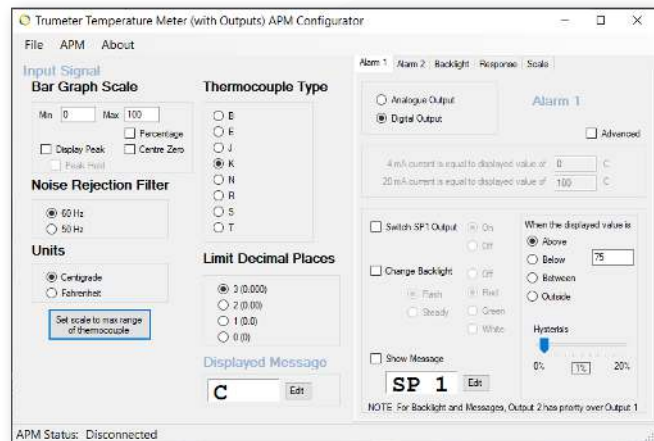 Trumeter Temperature Meter (with Outputs) APM Configurator
File APM About
Input Signal
Bar Graph Scale
Min 0 Max 100
Percentage
Display Peak Centre Zero
Peak Hold
Noise Rejection Filter
60 Hz
50 Hz
Units
Centigrade
Fahrenheit
Set scale to max range
of thermocouple
Thermocouple Type
B
E
J
K
N
R
S
T
Limit Decimal Places
3 (0.000)
2 (0.00)
1 (0.0)
0 (0)
Displayed Message
C Edit
Alarm 1 Alarm 2 Backlight Response Scale
Analogue Output
Digital Output
Alarm 1
Advanced
4 mA current is equal to displayed value of 0 C
20 mA current is equal to displayed value of 100 C
Switch SP1 Output On
Off
Change Backlight Off
Flash Red
Steady Green
White
Show Message
SP 1 Edit
When the displayed value is
Above
Below 75
Between
Outside
Hysterisis
0% 1% 20%
NOTE For Backlight and Messages, Output 2 has priority over Output 1
APM Status: Disconnected